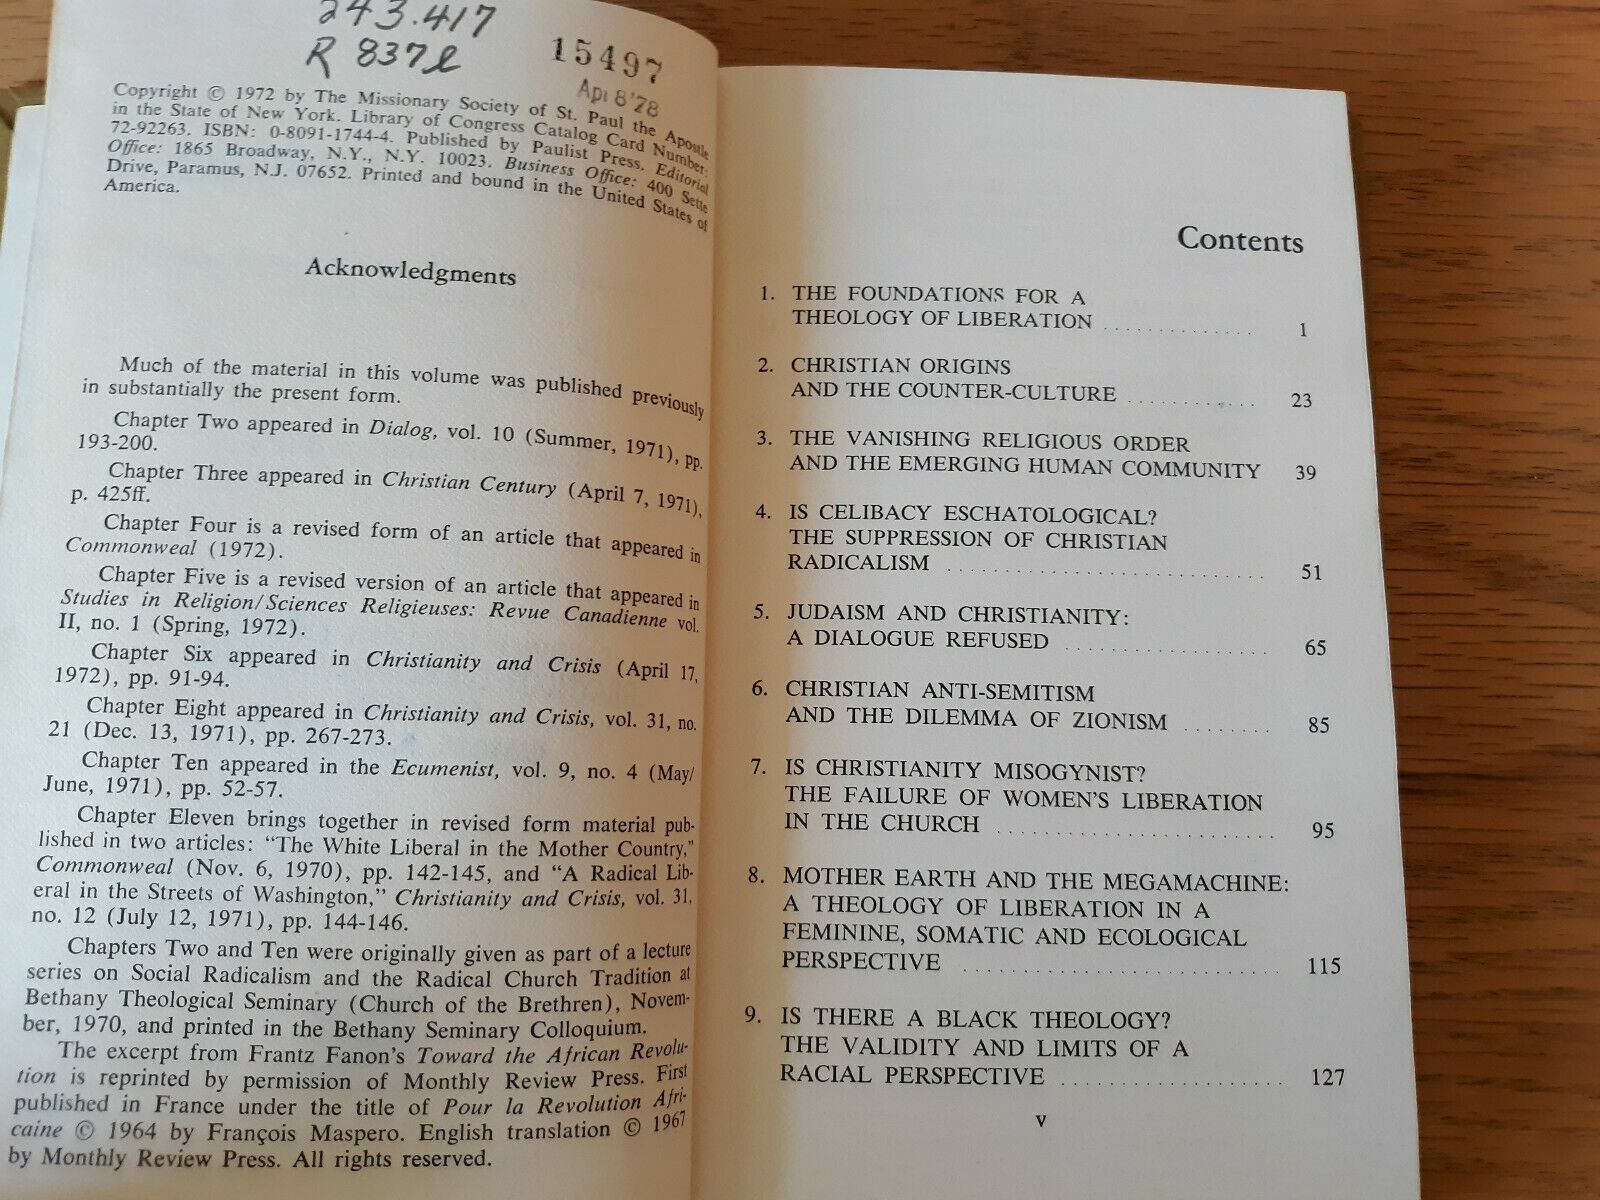 243.417
R 837l
15497
Apr 8 '78
Copyright © 1972 by The Missionary Society of St. Paul the Apostle
in the State of New York. Library of Congress Catalog Card Number:
72-92263. ISBN: 0-8091-1744-4. Published by Paulist Press. Editorial
Office: 1865 Broadway, N.Y., N.Y. 10023. Business Office: 400 Sette
Drive, Paramus, N.J. 07652. Printed and bound in the United States of
America.
Acknowledgments
Much of the material in this volume was published previously
in substantially the present form.
Chapter Two appeared in Dialog, vol. 10 (Summer, 1971), pp.
193-200.
Chapter Three appeared in Christian Century (April 7, 1971),
p. 425ff.
Chapter Four is a revised form of an article that appeared in
Commonweal (1972).
Chapter Five is a revised version of an article that appeared in
Studies in Religion/Sciences Religieuses: Revue Canadienne vol.
II, no. 1 (Spring, 1972).
Chapter Six appeared in Christianity and Crisis (April 17,
1972), pp. 91-94.
Chapter Eight appeared in Christianity and Crisis, vol. 31, no.
21 (Dec. 13, 1971), pp. 267-273.
Chapter Ten appeared in the Ecumenist, vol. 9, no. 4 (May/
June, 1971), pp. 52-57.
Chapter Eleven brings together in revised form material pub-
lished in two articles: "The White Liberal in the Mother Country,"
Commonweal (Nov. 6, 1970), pp. 142-145, and "A Radical Lib-
eral in the Streets of Washington," Christianity and Crisis, vol. 31,
no. 12 (July 12, 1971), pp. 144-146.
Chapters Two and Ten were originally given as part of a lecture
series on Social Radicalism and the Radical Church Tradition at
Bethany Theological Seminary (Church of the Brethren), Novem-
ber, 1970, and printed in the Bethany Seminary Colloquium.
The excerpt from Frantz Fanon's Toward the African Revolu-
tion is reprinted by permission of Monthly Review Press. First
published in France under the title of Pour la Revolution Afri-
caine © 1964 by François Maspero. English translation © 1967
by Monthly Review Press. All rights reserved.
Contents
1. THE FOUNDATIONS FOR A
THEOLOGY OF LIBERATION .............. 1
2. CHRISTIAN ORIGINS
AND THE COUNTER-CULTURE ........... 23
3. THE VANISHING RELIGIOUS ORDER
AND THE EMERGING HUMAN COMMUNITY 39
4. IS CELIBACY ESCHATOLOGICAL?
THE SUPPRESSION OF CHRISTIAN
RADICALISM ............................ 51
5. JUDAISM AND CHRISTIANITY:
A DIALOGUE REFUSED .................. 65
6. CHRISTIAN ANTI-SEMITISM
AND THE DILEMMA OF ZIONISM ........ 85
7. IS CHRISTIANITY MISOGYNIST?
THE FAILURE OF WOMEN'S LIBERATION
IN THE CHURCH ........................ 95
8. MOTHER EARTH AND THE MEGAMACHINE:
A THEOLOGY OF LIBERATION IN A
FEMININE, SOMATIC AND ECOLOGICAL
PERSPECTIVE ........................... 115
9. IS THERE A BLACK THEOLOGY?
THE VALIDITY AND LIMITS OF A
RACIAL PERSPECTIVE ................... 127
v